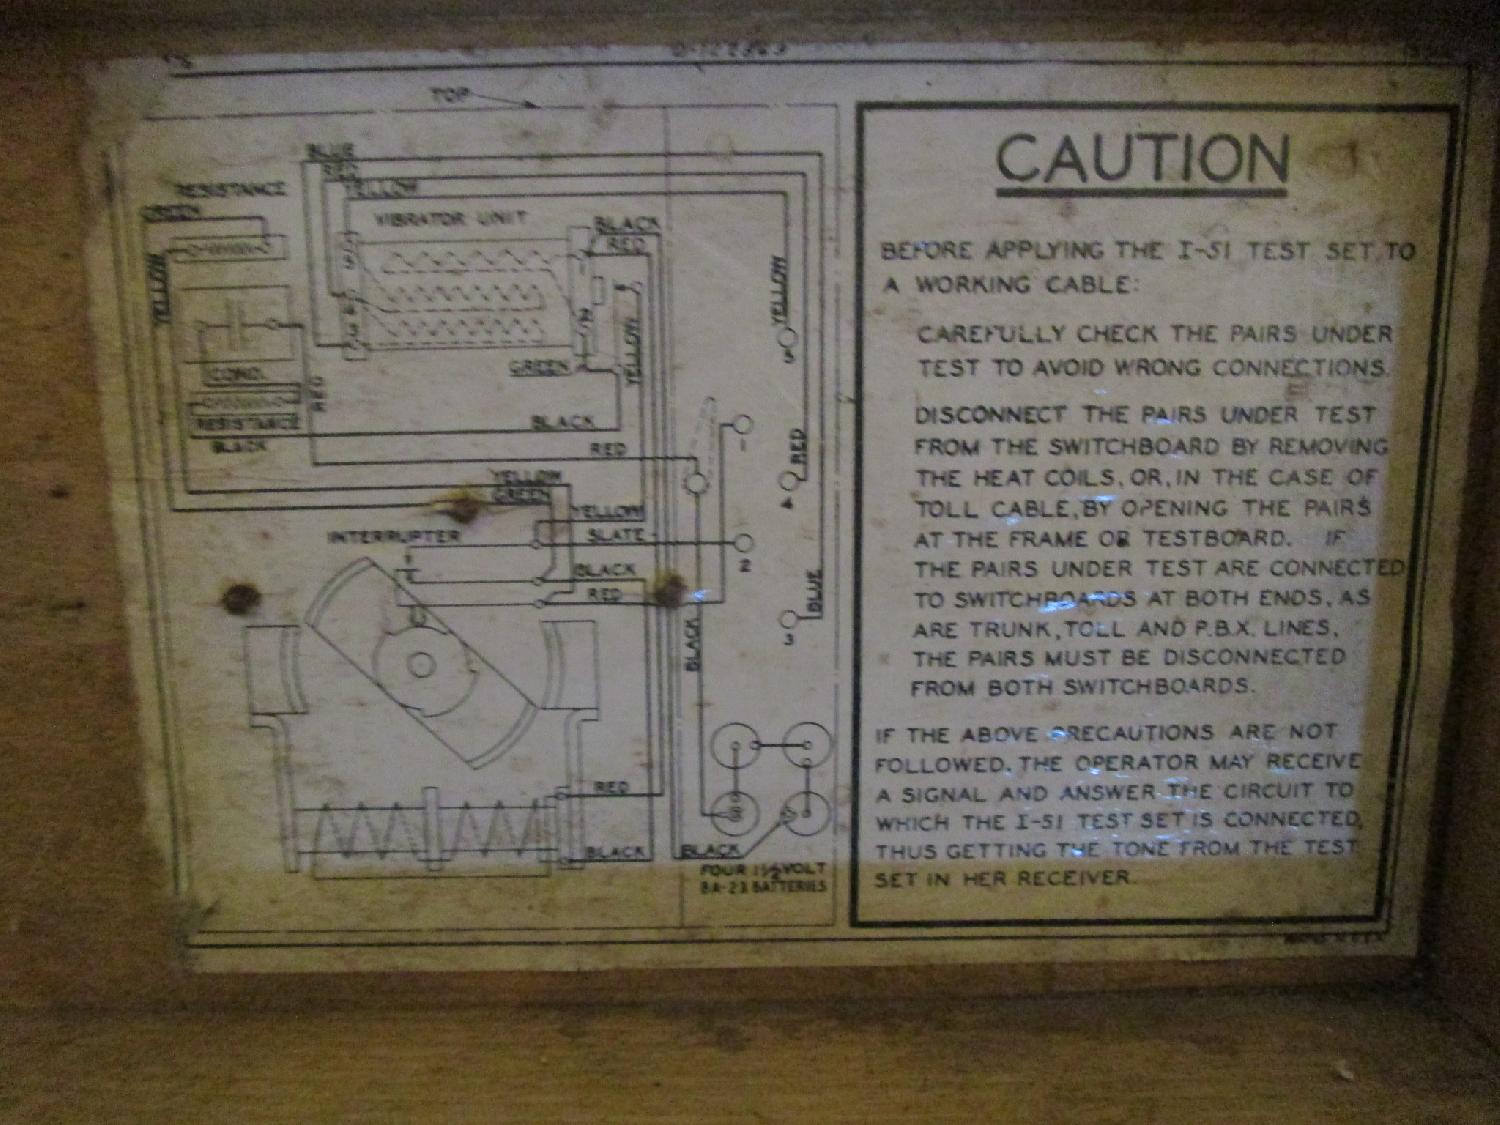 TOP
BLUE
RED
YELLOW
RESISTANCE
GREEN
VIBRATOR UNIT
BLACK
RED
YELLOW
YELLOW
YELLOW
GREEN
COND.
RED
RESISTANCE
BLACK
BLACK
RED
YELLOW
GREEN
YELLOW
INTERRUPTER
SLATE
BLACK
RED
BLACK
RED
BLUE
1
2
3
4
5
RED
BLACK
BLACK
FOUR 1½ VOLT
BA-23 BATTERIES
CAUTION
BEFORE APPLYING THE I-51 TEST SET TO
A WORKING CABLE:
CAREFULLY CHECK THE PAIRS UNDER
TEST TO AVOID WRONG CONNECTIONS.
DISCONNECT THE PAIRS UNDER TEST
FROM THE SWITCHBOARD BY REMOVING
THE HEAT COILS, OR, IN THE CASE OF
TOLL CABLE, BY OPENING THE PAIRS
AT THE FRAME OR TESTBOARD. IF
THE PAIRS UNDER TEST ARE CONNECTED
TO SWITCHBOARDS AT BOTH ENDS, AS
ARE TRUNK, TOLL AND P.B.X. LINES,
THE PAIRS MUST BE DISCONNECTED
FROM BOTH SWITCHBOARDS.
IF THE ABOVE PRECAUTIONS ARE NOT
FOLLOWED, THE OPERATOR MAY RECEIVE
A SIGNAL AND ANSWER THE CIRCUIT TO
WHICH THE I-51 TEST SET IS CONNECTED,
THUS GETTING THE TONE FROM THE TEST
SET IN HER RECEIVER.